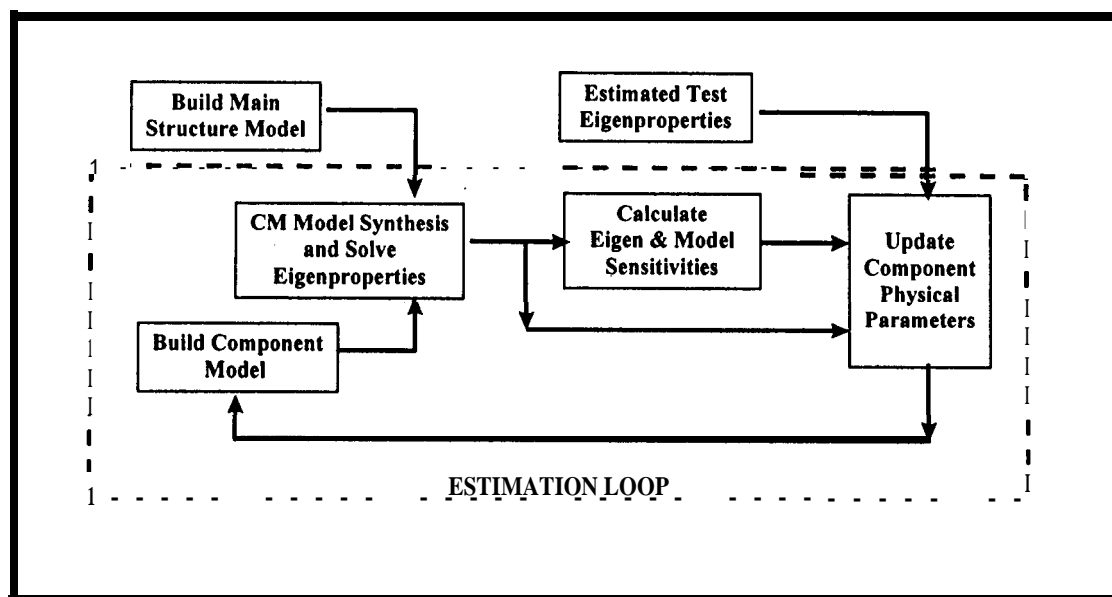 Build Main
Structure Model
Estimated Test
Eigenproperties
CM Model Synthesis
and Solve
Eigenproperties
Calculate
Eigen & Model
Sensitivities
Update
Component
Physical
Parameters
Build Component
Model
ESTIMATION LOOP